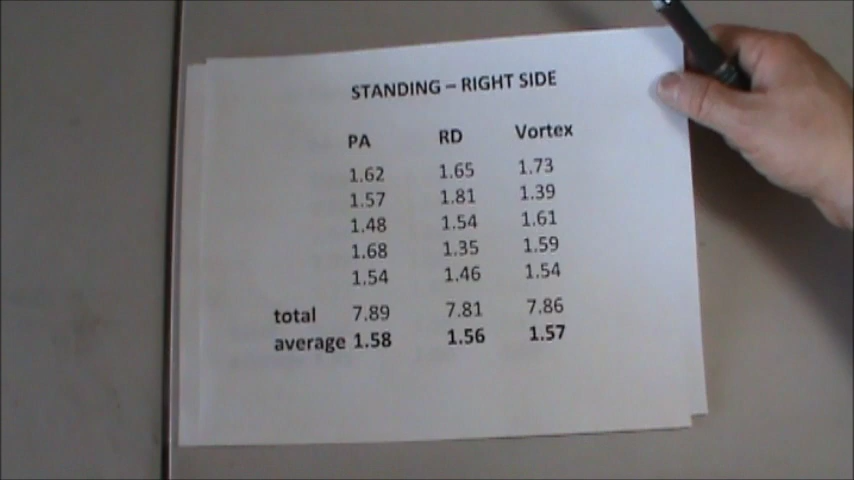 STANDING – RIGHT SIDE
PA RD Vortex
1.62 1.65 1.73
1.57 1.81 1.39
1.48 1.54 1.61
1.68 1.35 1.59
1.54 1.46 1.54
total 7.89 7.81 7.86
average 1.58 1.56 1.57